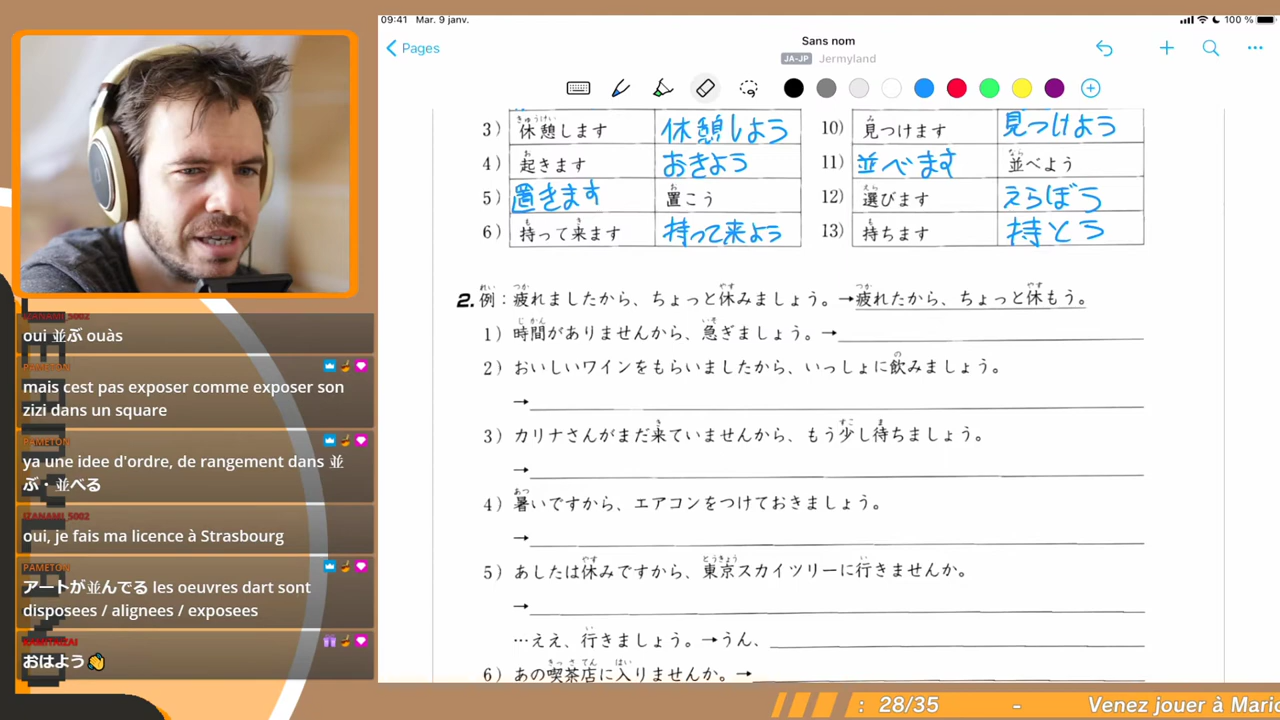 09:41 Mar. 9 janv.
100 %
Pages
Sans nom
JA-JP Jermyland
3) 休憩します 休憩しよう 10) 見つけます 見つけよう
4) 起きます おきよう 11) 並べます 並べよう
5) 置きます 置こう 12) 選びます えらぼう
6) 持って来ます 持って来よう 13) 持ちます 持とう
2. 例：疲れましたから、ちょっと休みましょう。→疲れたから、ちょっと休もう。
1) 時間がありませんから、急ぎましょう。→
2) おいしいワインをもらいましたから、いっしょに飲みましょう。
→
3) カリナさんがまだ来ていませんから、もう少し待ちましょう。
→
4) 暑いですから、エアコンをつけておきましょう。
→
5) あしたは休みですから、東京スカイツリーに行きませんか。
→
…ええ、行きましょう。→うん、
6) あの喫茶店に入りませんか。→
IZANAMI_5002
oui 並ぶ ouàs
PAMETON
mais cest pas exposer comme exposer son
zizi dans un square
PAMETON
ya une idee d'ordre, de rangement dans 並
ぶ・並べる
IZANAMI_5002
oui, je fais ma licence à Strasbourg
PAMETON
アートが並んでる les oeuvres dart sont
disposees / alignees / exposees
おはよう👋
: 28/35 - Venez jouer à Mario